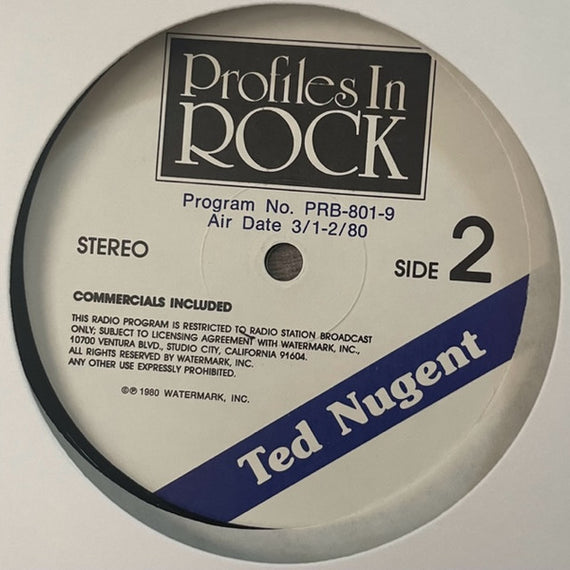 Profiles In
ROCK
Program No. PRB-801-9
Air Date 3/1-2/80
STEREO
SIDE 2
COMMERCIALS INCLUDED
THIS RADIO PROGRAM IS RESTRICTED TO RADIO STATION BROADCAST
ONLY; SUBJECT TO LICENSING AGREEMENT WITH WATERMARK, INC.,
10700 VENTURA BLVD., STUDIO CITY, CALIFORNIA 91604.
ALL RIGHTS RESERVED BY WATERMARK, INC.
ANY OTHER USE EXPRESSLY PROHIBITED.
©℗ 1980 WATERMARK, INC.
Ted Nugent